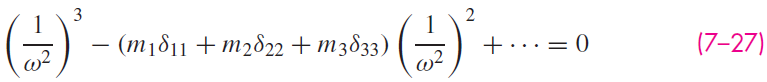 (1/ω²)³ − (m₁δ₁₁ + m₂δ₂₂ + m₃δ₃₃) (1/ω²)² + ··· = 0 (7–27)